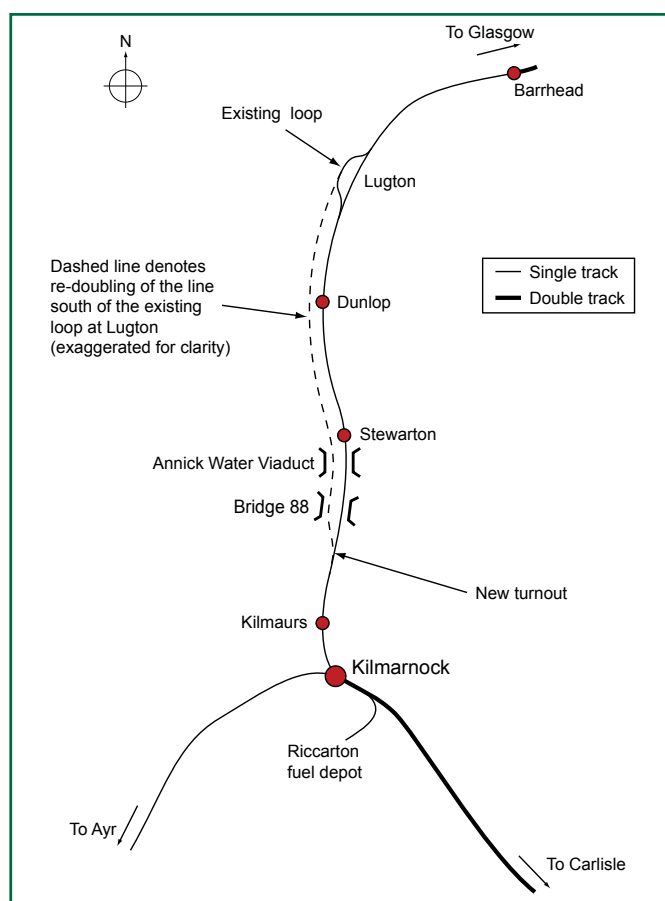 To Glasgow
N
Barrhead
Existing loop
Lugton
Dashed line denotes
re-doubling of the line
south of the existing
loop at Lugton
(exaggerated for clarity)
Single track
Double track
Dunlop
Stewarton
Annick Water Viaduct
Bridge 88
New turnout
Kilmaurs
Kilmarnock
Riccarton
fuel depot
To Ayr
To Carlisle